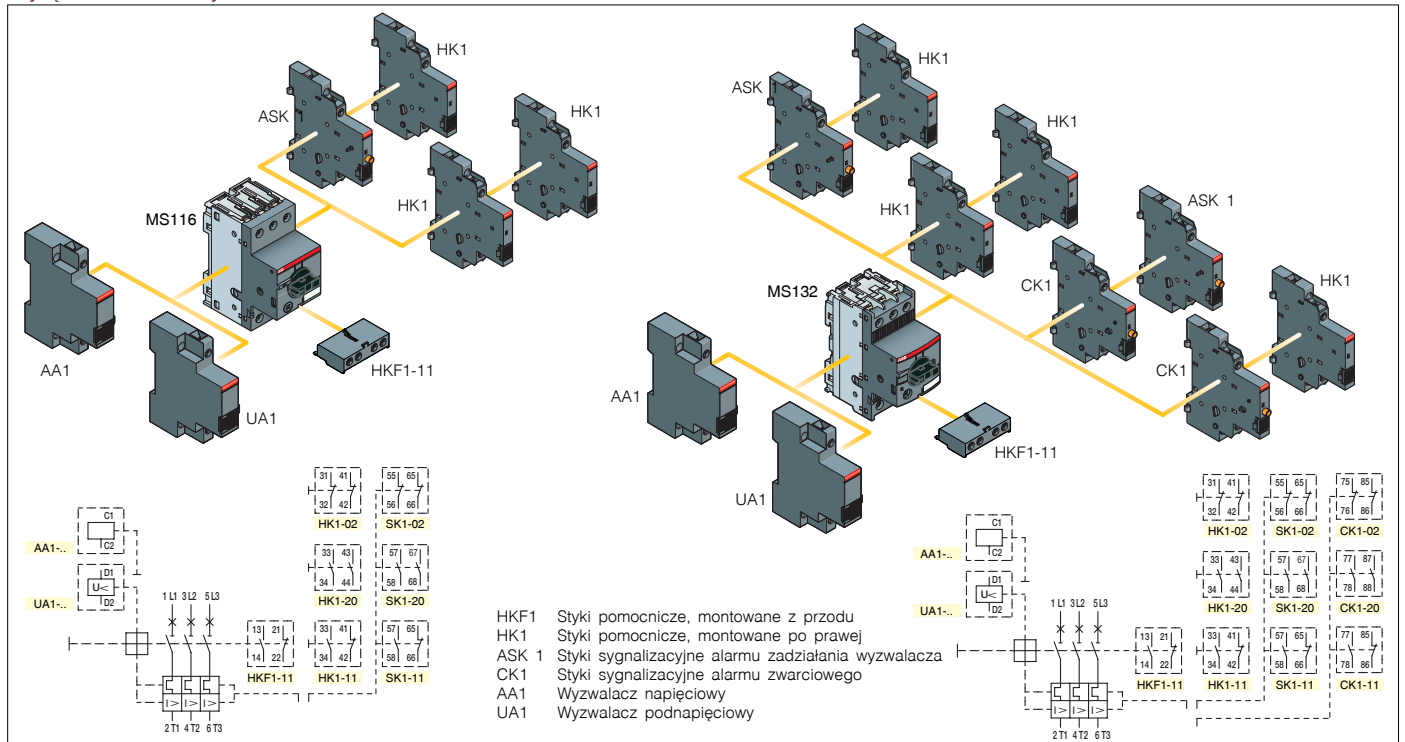 HK1
ASK 1
HK1
HK1
MS116
AA1
UA1
HKF1-11
HK1
ASK 1
HK1
HK1
ASK 1
CK1
HK1
CK1
MS132
AA1
UA1
HKF1-11
31 41
32 42
HK1-02
55 65
56 66
SK1-02
C1
C2
AA1-..
33 43
34 44
HK1-20
57 67
58 68
SK1-20
D1
U<
D2
UA1-..
1 L1 3 L2 5 L3
13 21
14 22
HKF1-11
33 41
34 42
HK1-11
57 65
58 66
SK1-11
I> I> I>
2 T1 4 T2 6 T3
HKF1 Styki pomocnicze, montowane z przodu
HK1 Styki pomocnicze, montowane po prawej
ASK 1 Styki sygnalizacyjne alarmu zadziałania wyzwalacza
CK1 Styki sygnalizacyjne alarmu zwarciowego
AA1 Wyzwalacz napięciowy
UA1 Wyzwalacz podnapięciowy
31 41
32 42
HK1-02
55 65
56 66
SK1-02
75 85
76 86
CK1-02
C1
C2
AA1-..
33 43
34 44
HK1-20
57 67
58 68
SK1-20
77 87
78 88
CK1-20
D1
U<
D2
UA1-..
1 L1 3 L2 5 L3
13 21
14 22
HKF1-11
33 41
34 42
HK1-11
57 65
58 66
SK1-11
77 85
78 86
CK1-11
I> I> I>
2 T1 4 T2 6 T3